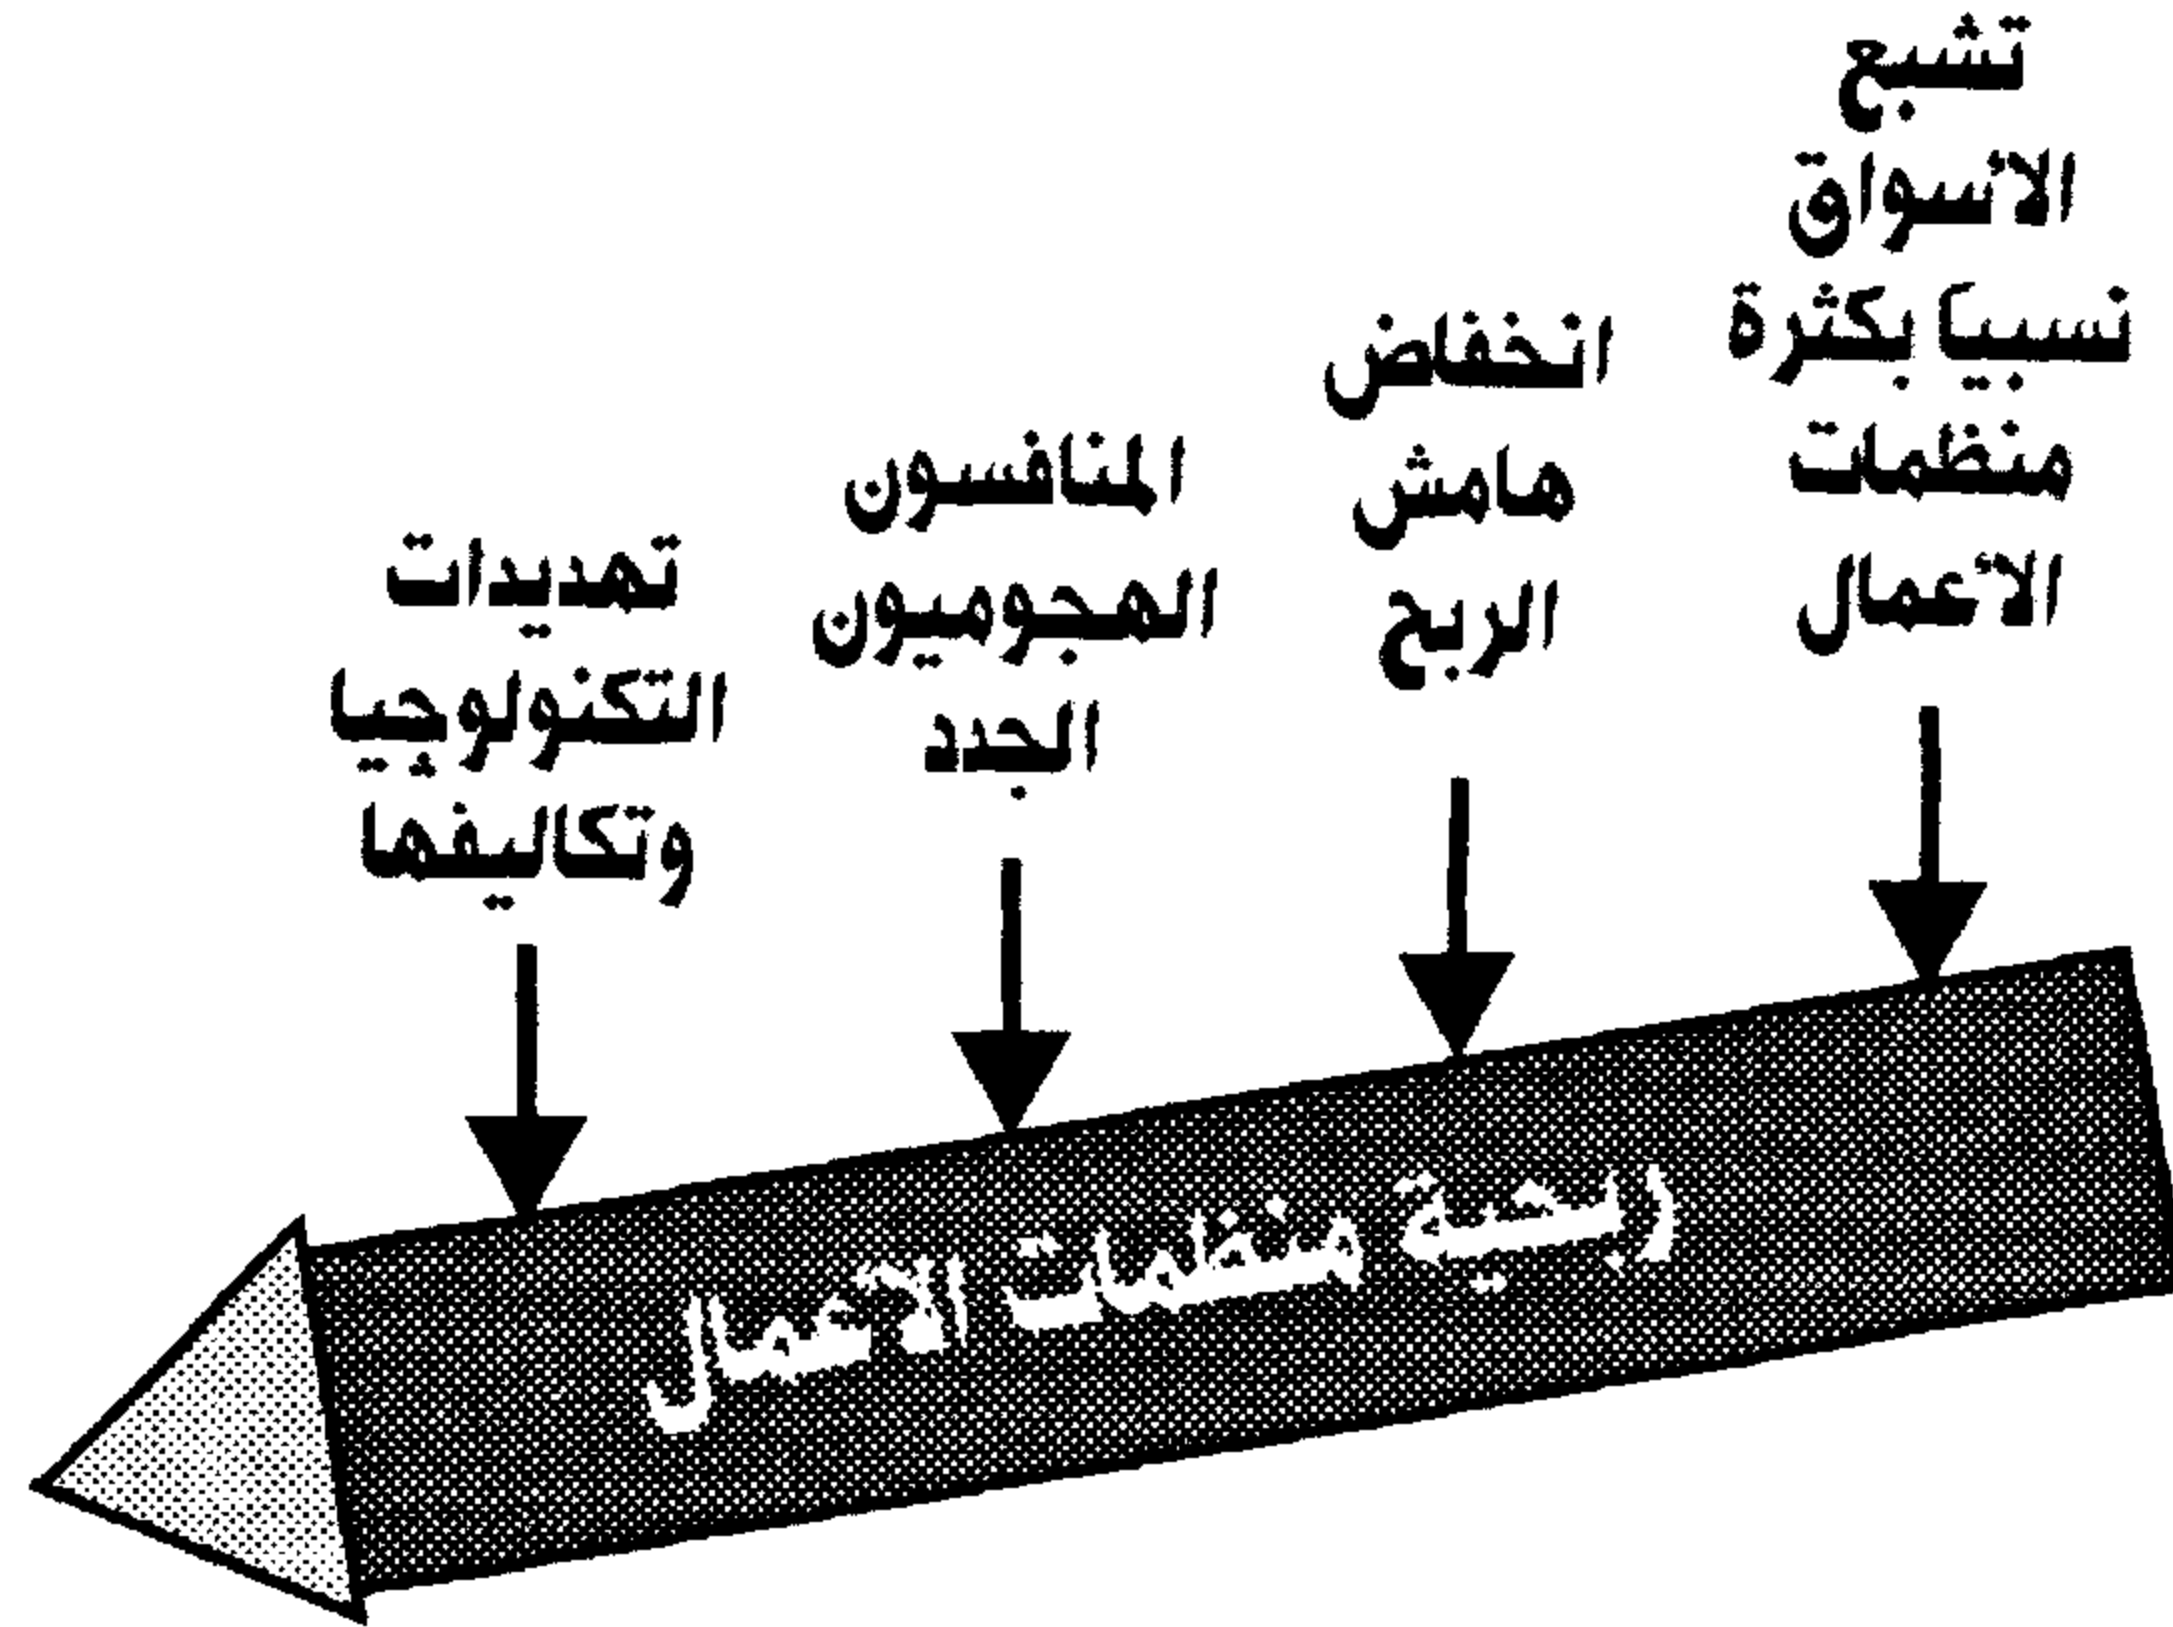 تشبع
الأسواق
نسبيا بكثرة
منظمات
الأعمال
انخفاض
هامش
الربح
المنافسون
الهجوميون
الجدد
تهديدات
التكنولوجيا
وتكاليفها
ربحية منظمات الأعمال